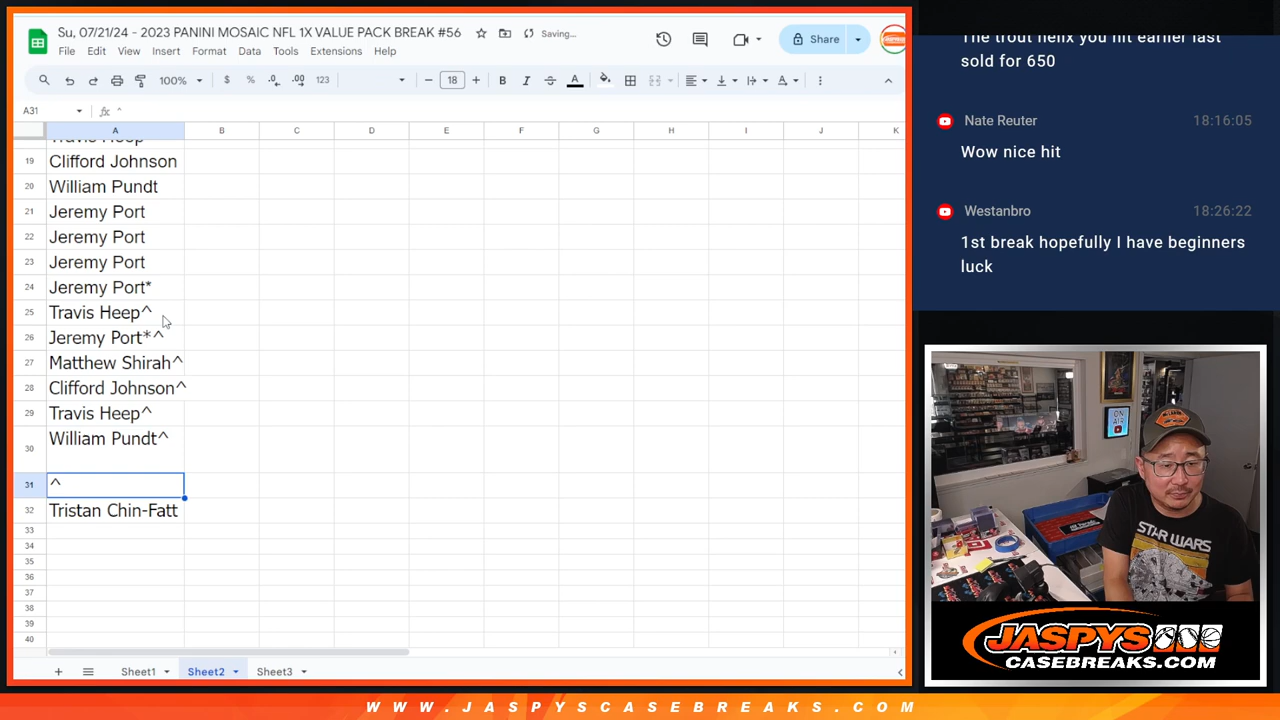 Su, 07/21/24 - 2023 PANINI MOSAIC NFL 1X VALUE PACK BREAK #56
Saving...
File Edit View Insert Format Data Tools Extensions Help
Share
100% $ % .0 .00 123 18 B I A
A31 fx ^
A B C D E F G H I J K
19 Clifford Johnson
20 William Pundt
21 Jeremy Port
22 Jeremy Port
23 Jeremy Port
24 Jeremy Port*
25 Travis Heep^
26 Jeremy Port*^
27 Matthew Shirah^
28 Clifford Johnson^
29 Travis Heep^
30 William Pundt^
31 ^
32 Tristan Chin-Fatt
33
34
35
36
37
38
39
40
Sheet1 Sheet2 Sheet3
The trout helix you hit earlier last
sold for 650
Nate Reuter 18:16:05
Wow nice hit
Westanbro 18:26:22
1st break hopefully I have beginners
luck
ON
AIR
STAR WARS
JASPYS
CASEBREAKS.COM
WWW.JASPYSCASEBREAKS.COM